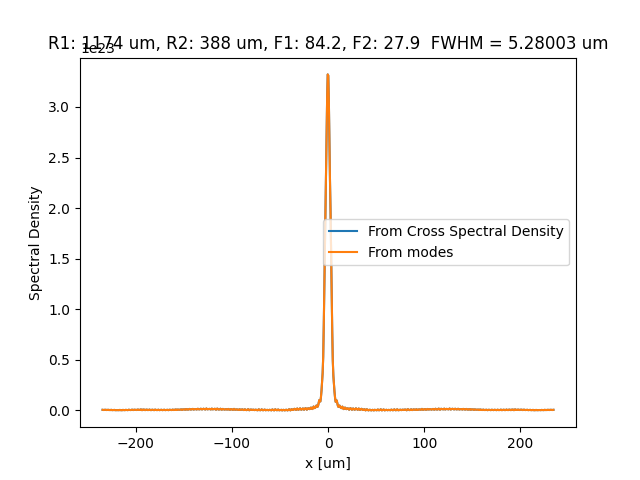 R1: 1174 um, R2: 388 um, F1: 84.2, F2: 27.9  FWHM = 5.28003 um
1e23
3.0
2.5
2.0
1.5
1.0
0.5
0.0
Spectral Density
From Cross Spectral Density
From modes
−200 −100 0 100 200
x [um]